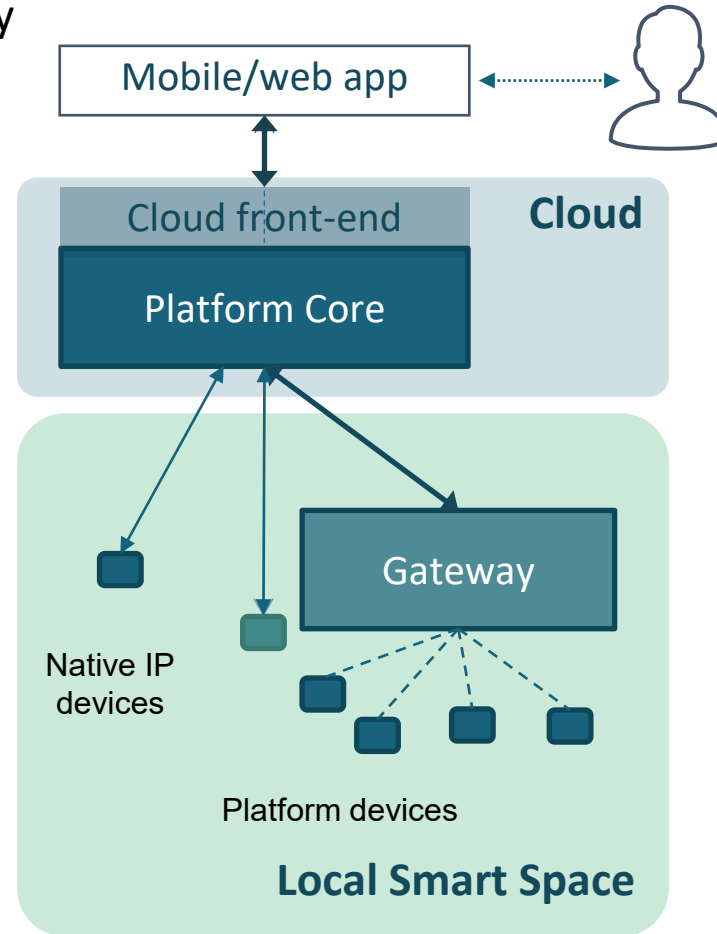 y
Mobile/web app
Cloud front-end
Cloud
Platform Core
Gateway
Native IP
devices
Platform devices
Local Smart Space